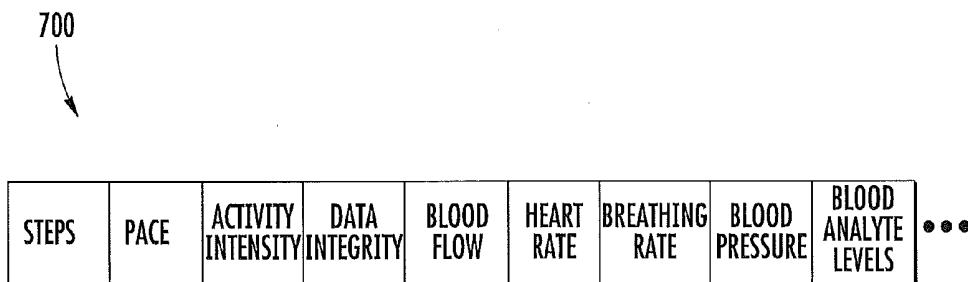 700
STEPS
PACE
ACTIVITY
INTENSITY
DATA
INTEGRITY
BLOOD
FLOW
HEART
RATE
BREATHING
RATE
BLOOD
PRESSURE
BLOOD
ANALYTE
LEVELS
•••